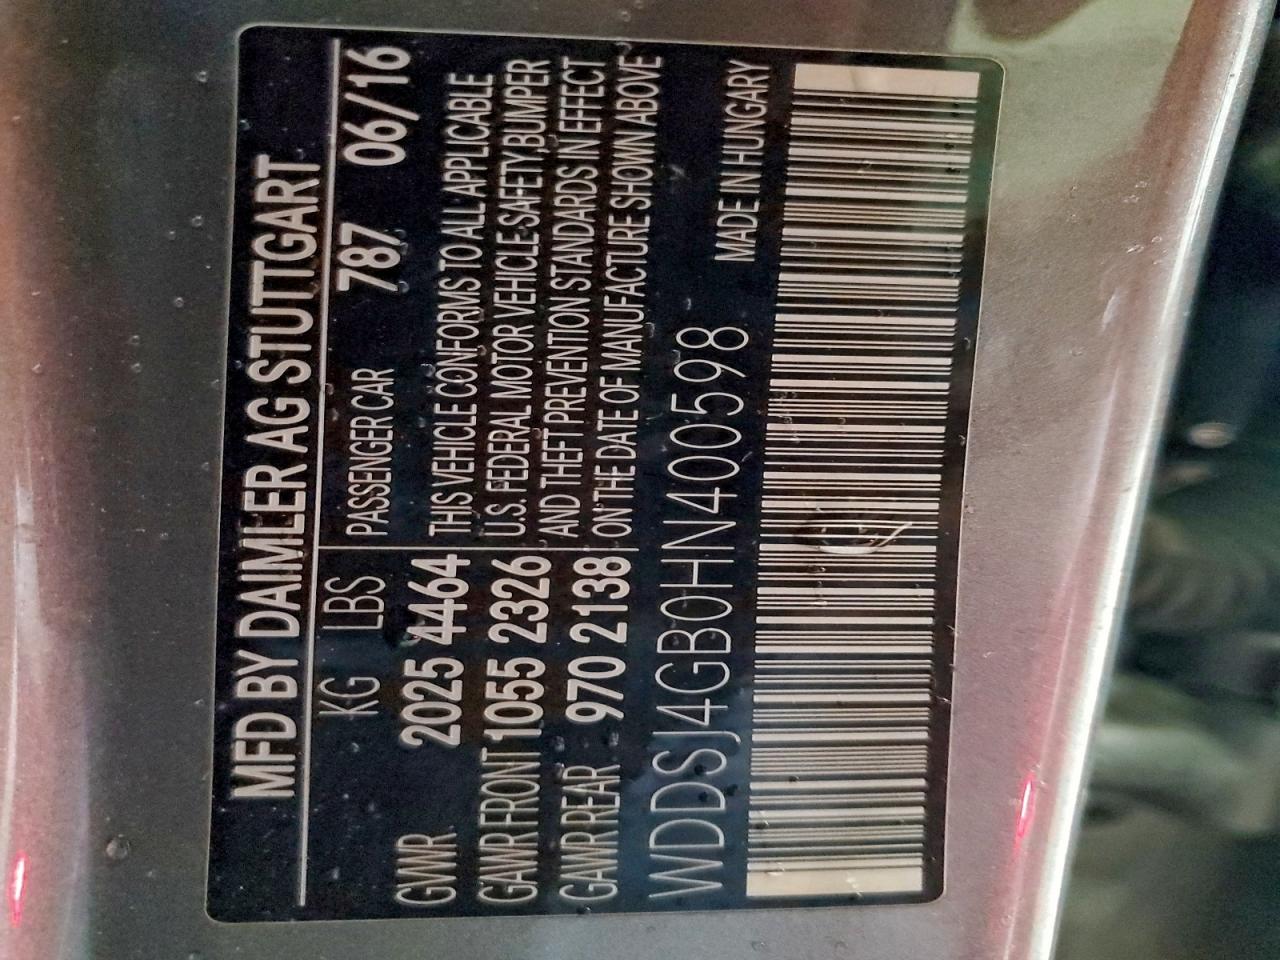 MFD BY DAIMLER AG STUTTGART
KG LBS PASSENGER CAR 787 06/16
GVWR 2025 4464 THIS VEHICLE CONFORMS TO ALL APPLICABLE
GAWR FRONT 1055 2326 U.S. FEDERAL MOTOR VEHICLE SAFETY,BUMPER
GAWR REAR 970 2138 AND THEFT PREVENTION STANDARDS IN EFFECT
ON THE DATE OF MANUFACTURE SHOWN ABOVE
WDDSJ4GB0HN400598 MADE IN HUNGARY